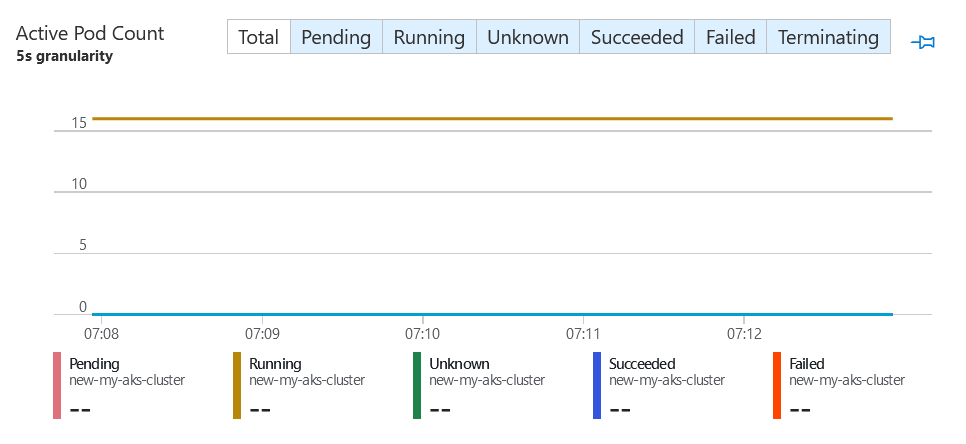 Active Pod Count
5s granularity
Total Pending Running Unknown Succeeded Failed Terminating
15
10
5
0
07:08 07:09 07:10 07:11 07:12
Pending Running Unknown Succeeded Failed
new-my-aks-cluster new-my-aks-cluster new-my-aks-cluster new-my-aks-cluster new-my-aks-cluster
-- -- -- -- --